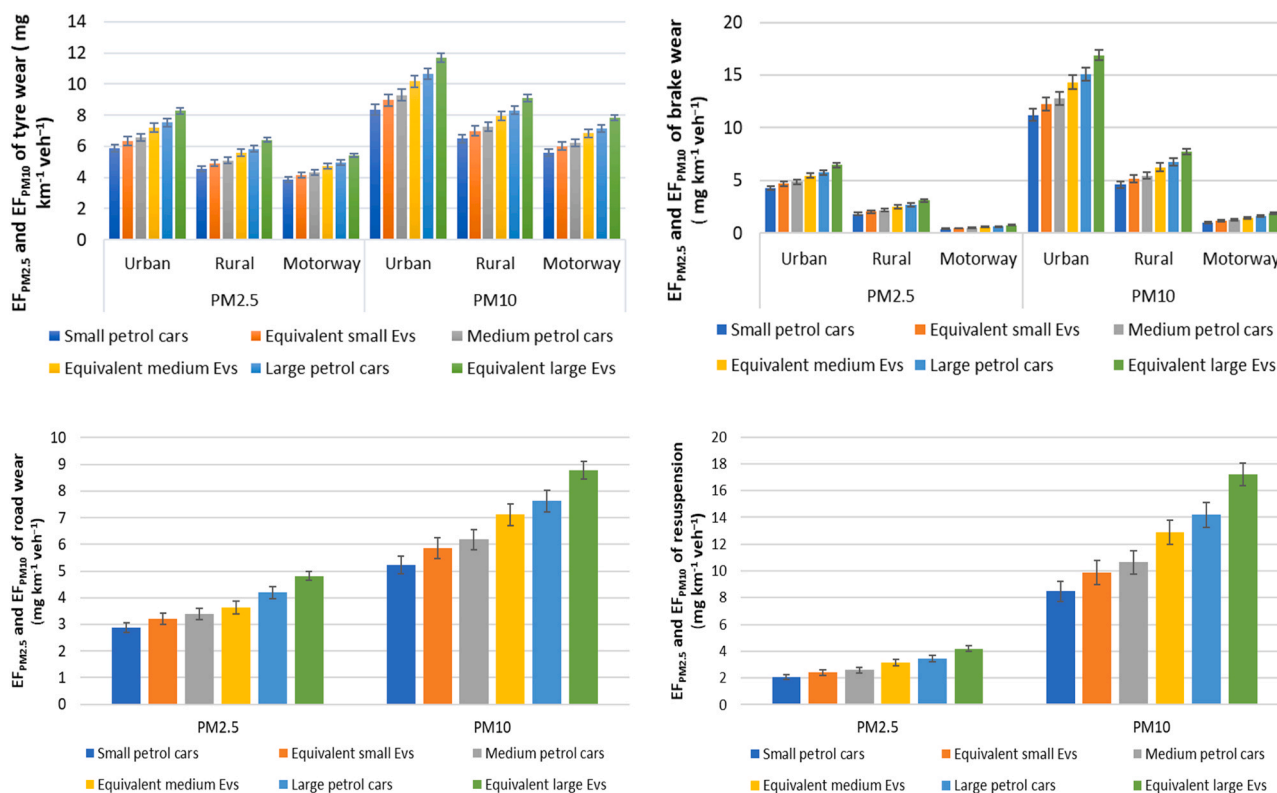 EF_PM2.5 and EF_PM10 of tyre wear ( mg
km⁻¹ veh⁻¹)
14
12
10
8
6
4
2
0
Urban Rural Motorway Urban Rural Motorway
PM2.5 PM10
Small petrol cars Equivalent small Evs Medium petrol cars
Equivalent medium Evs Large petrol cars Equivalent large Evs
EF_PM2.5 and EF_PM10 of brake wear
( mg km⁻¹ veh⁻¹)
20
15
10
5
0
Urban Rural Motorway Urban Rural Motorway
PM2.5 PM10
Small petrol cars Equivalent small Evs Medium petrol cars
Equivalent medium Evs Large petrol cars Equivalent large Evs
EF_PM2.5 and EF_PM10 of road wear
(mg km⁻¹ veh⁻¹)
10
9
8
7
6
5
4
3
2
1
0
PM2.5 PM10
Small petrol cars Equivalent small Evs Medium petrol cars
Equivalent medium Evs Large petrol cars Equivalent large Evs
EF_PM2.5 and EF_PM10 of resuspension
(mg km⁻¹ veh⁻¹)
20
18
16
14
12
10
8
6
4
2
0
PM2.5 PM10
Small petrol cars Equivalent small Evs Medium petrol cars
Equivalent medium Evs Large petrol cars Equivalent large Evs